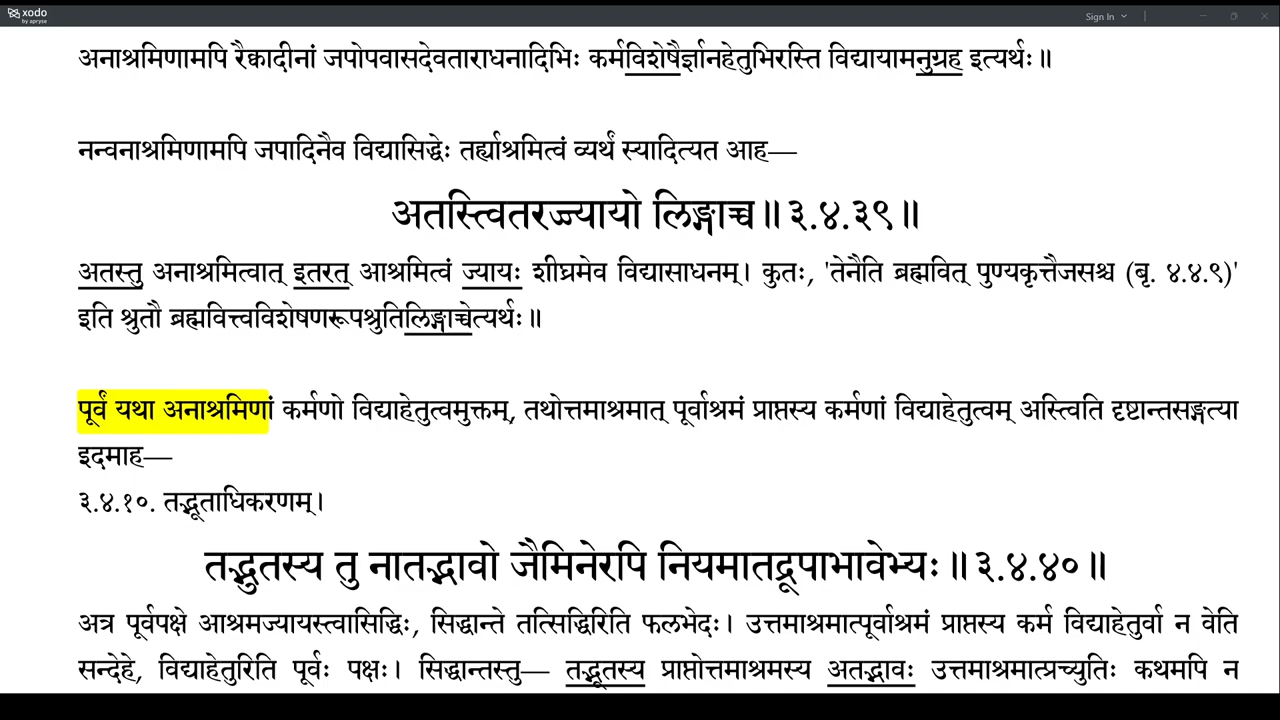 xodo
by apryse
Sign In
अनाश्रमिणामपि रैक्वादीनां जपोपवासदेवताराधनादिभिः कर्मविशेषैर्ज्ञानहेतुभिरस्ति विद्यायामनुग्रह इत्यर्थः॥
नन्वनाश्रमिणामपि जपादिनैव विद्यासिद्धेः तर्ह्याश्रमित्वं व्यर्थं स्यादित्यत आह—
अतस्त्वितरज्ज्यायो लिङ्गाच्च॥३.४.३९॥
अतस्तु अनाश्रमित्वात् इतरत् आश्रमित्वं ज्यायः शीघ्रमेव विद्यासाधनम्। कुतः, 'तेनैति ब्रह्मवित् पुण्यकृत्तैजसश्च (बृ. ४.४.९)'
इति श्रुतौ ब्रह्मवित्त्वविशेषणरूपश्रुतिलिङ्गाच्चेत्यर्थः॥
पूर्वं यथा अनाश्रमिणां कर्मणो विद्याहेतुत्वमुक्तम्, तथोत्तमाश्रमात् पूर्वाश्रमं प्राप्तस्य कर्मणां विद्याहेतुत्वम् अस्त्विति दृष्टान्तसङ्गत्या
इदमाह—
३.४.१०. तद्भूताधिकरणम्।
तद्भुतस्य तु नातद्भावो जैमिनेरपि नियमातद्रूपाभावेभ्यः॥३.४.४०॥
अत्र पूर्वपक्षे आश्रमज्यायस्त्वासिद्धिः, सिद्धान्ते तत्सिद्धिरिति फलभेदः। उत्तमाश्रमात्पूर्वाश्रमं प्राप्तस्य कर्म विद्याहेतुर्वा न वेति
सन्देहे, विद्याहेतुरिति पूर्वः पक्षः। सिद्धान्तस्तु— तद्भूतस्य प्राप्तोत्तमाश्रमस्य अतद्भावः उत्तमाश्रमात्प्रच्युतिः कथमपि न